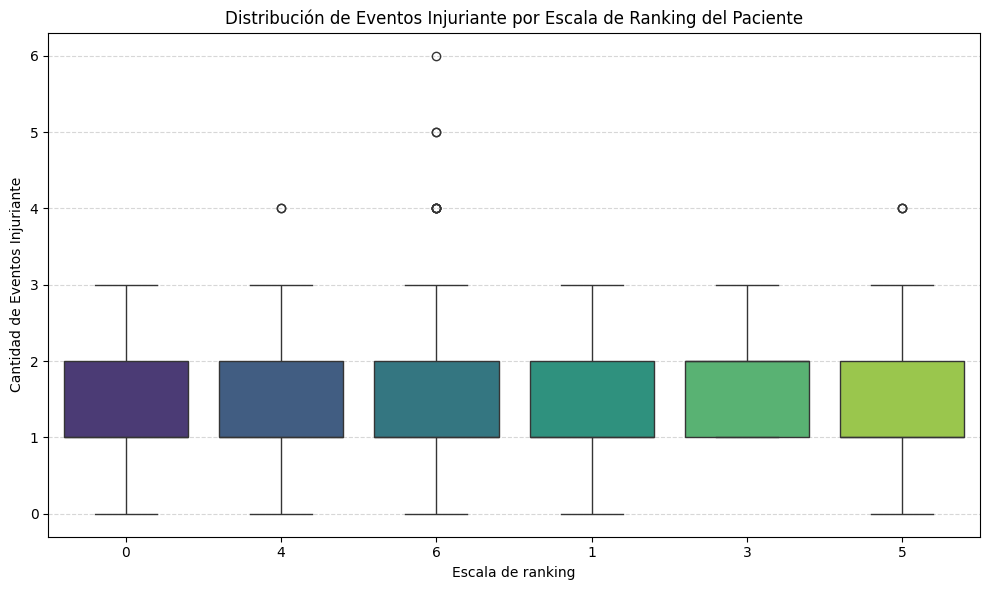 Distribución de Eventos Injuriante por Escala de Ranking del Paciente
Cantidad de Eventos Injuriante
6
5
4
3
2
1
0
0 4 6 1 3 5
Escala de ranking